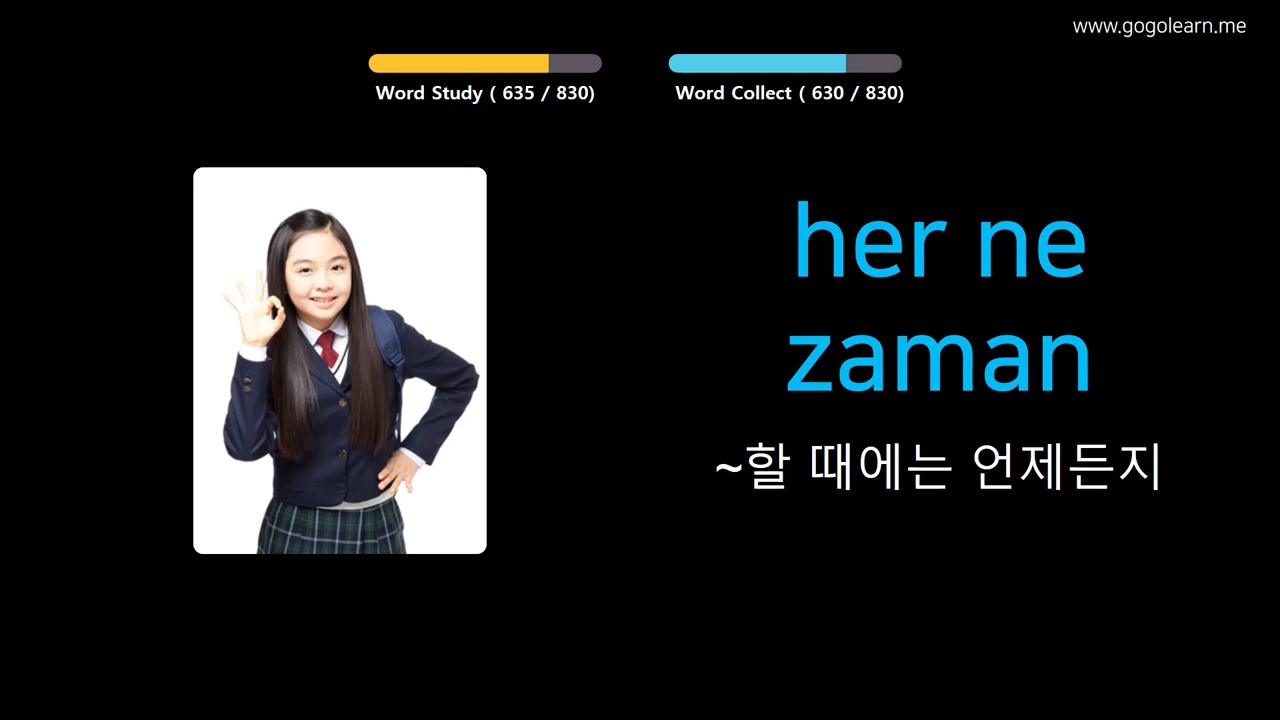 www.gogolearn.me
Word Study ( 635 / 830)
Word Collect ( 630 / 830)
her ne
zaman
~할 때에는 언제든지